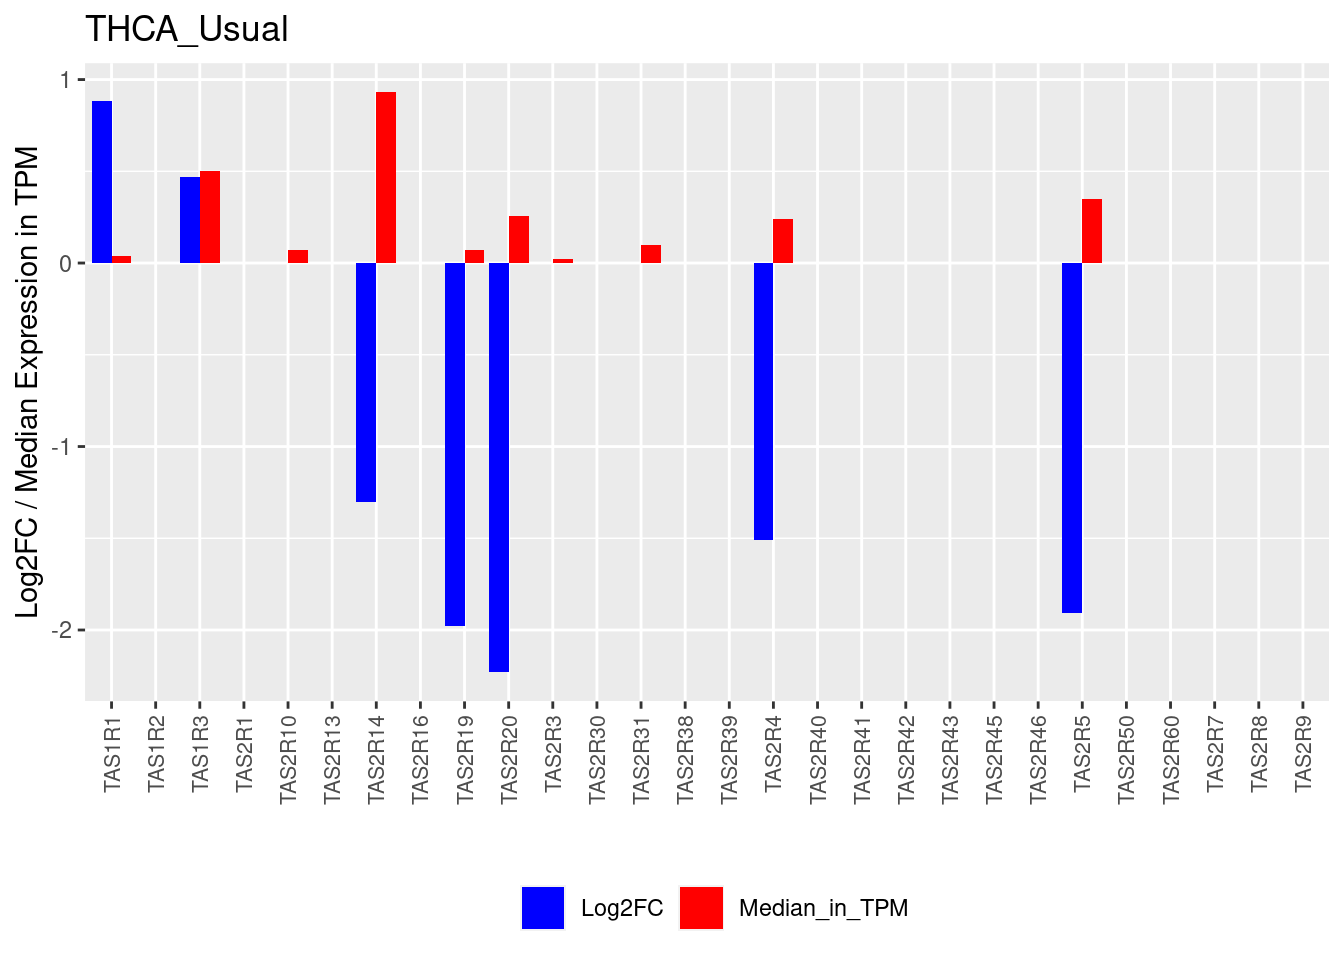 THCA_Usual
Log2FC / Median Expression in TPM
1
0
-1
-2
TAS1R1
TAS1R2
TAS1R3
TAS2R1
TAS2R10
TAS2R13
TAS2R14
TAS2R16
TAS2R19
TAS2R20
TAS2R3
TAS2R30
TAS2R31
TAS2R38
TAS2R39
TAS2R4
TAS2R40
TAS2R41
TAS2R42
TAS2R43
TAS2R45
TAS2R46
TAS2R5
TAS2R50
TAS2R60
TAS2R7
TAS2R8
TAS2R9
Log2FC
Median_in_TPM